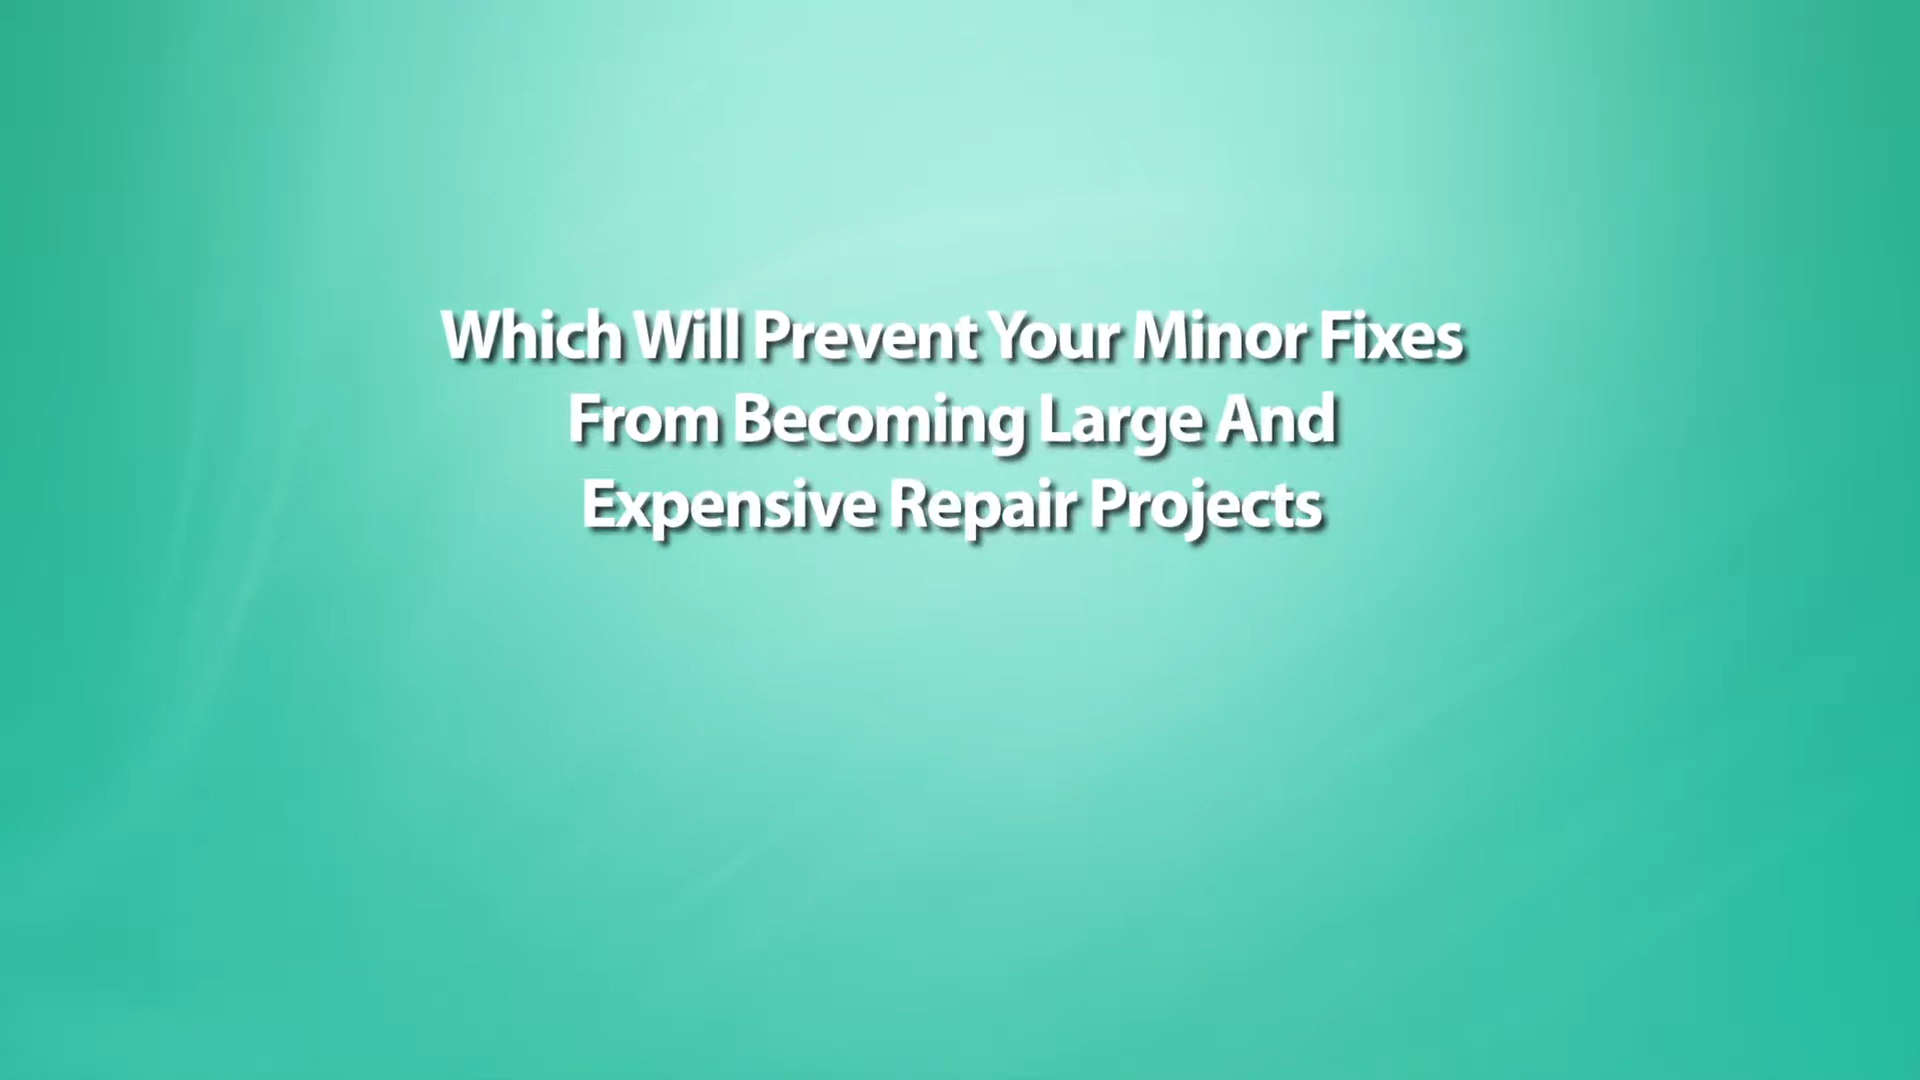 Which Will Prevent Your Minor Fixes
From Becoming Large And
Expensive Repair Projects